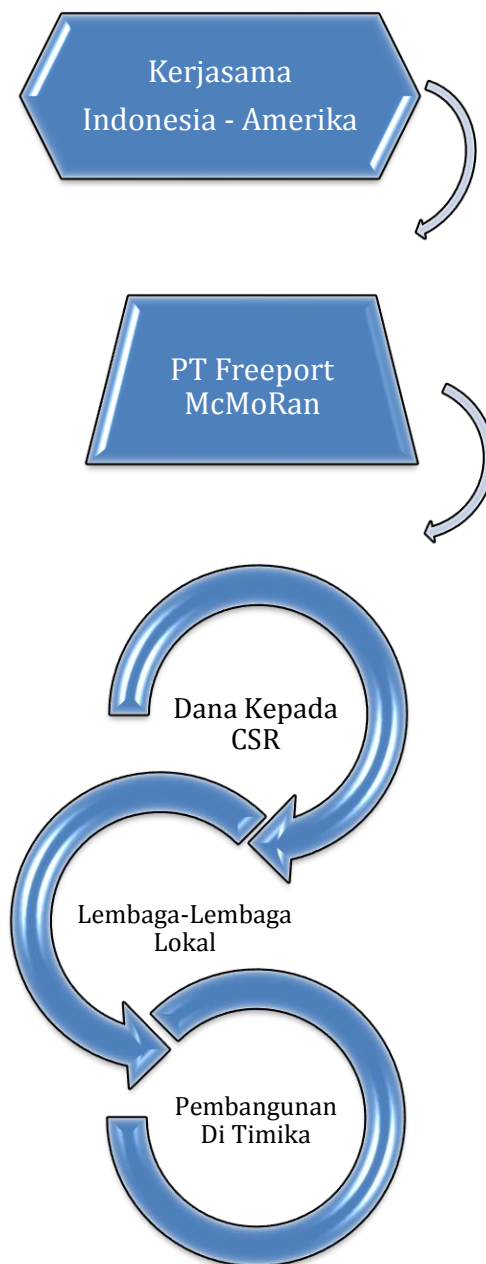 Kerjasama
Indonesia - Amerika
PT Freeport
McMoRan
Dana Kepada
CSR
Lembaga-Lembaga
Lokal
Pembangunan
Di Timika